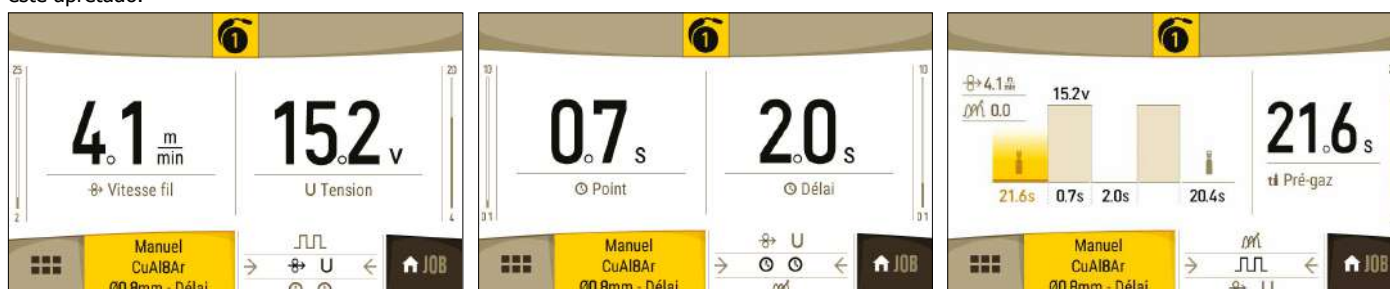 esté apretado.
1
25
20
4.1 m/min
15.2 V
Vitesse fil
U Tension
2
4
Manuel
CuAl8Ar
Ø0.8mm - Délai
U
JOB
1
10
10
0.7 s
2.0 s
Point
Délai
0.1
0.1
Manuel
CuAl8Ar
Ø0.8mm - Délai
U
JOB
1
4.1 m/min
0.0
15.2v
21.6 s
Pré-gaz
21.6s 0.7s 2.0s 20.4s
Manuel
CuAl8Ar
Ø0.8mm - Délai
U
JOB